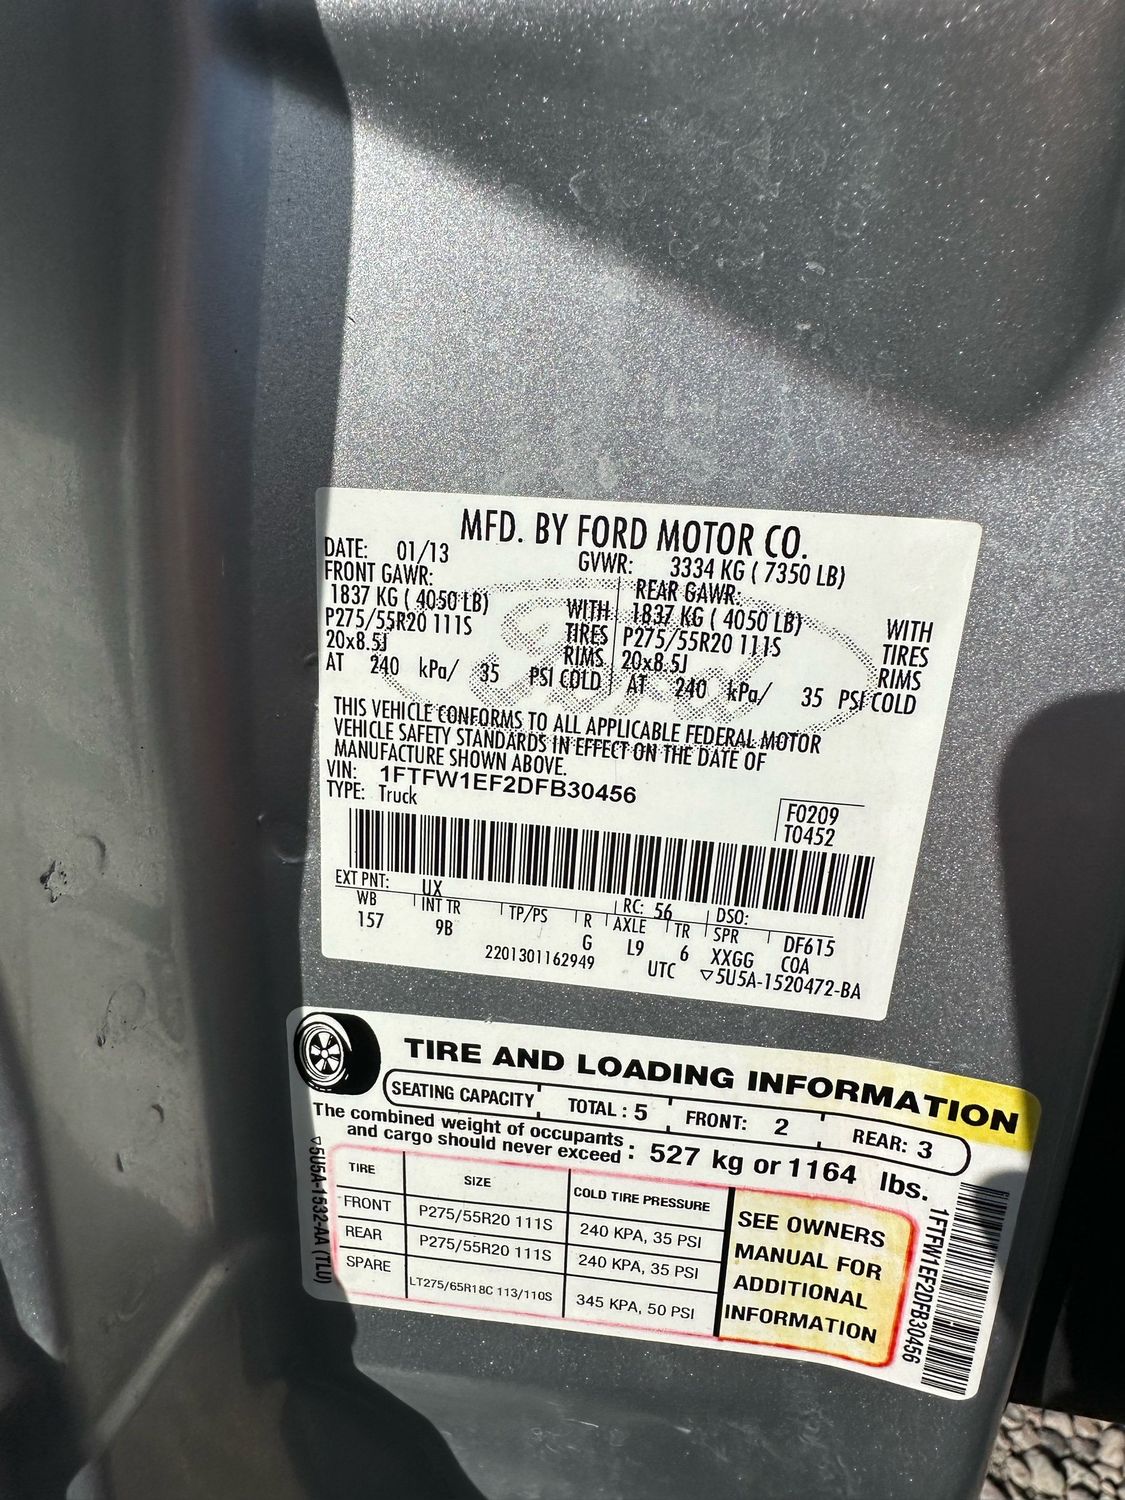 MFD. BY FORD MOTOR CO.
DATE: 01/13 GVWR: 3334 KG ( 7350 LB)
FRONT GAWR: REAR GAWR:
1837 KG ( 4050 LB) WITH 1837 KG ( 4050 LB) WITH
P275/55R20 111S TIRES P275/55R20 111S TIRES
20x8.5J RIMS 20x8.5J RIMS
AT 240 kPa/ 35 PSI COLD AT 240 kPa/ 35 PSI COLD
THIS VEHICLE CONFORMS TO ALL APPLICABLE FEDERAL MOTOR
VEHICLE SAFETY STANDARDS IN EFFECT ON THE DATE OF
MANUFACTURE SHOWN ABOVE.
VIN: 1FTFW1EF2DFB30456
TYPE: Truck
F0209
T0452
EXT PNT: UX RC: 56 DSO:
WB INT TR TP/PS R AXLE TR SPR DF615
157 9B G L9 6 XXGG COA
2201301162949 UTC ▽5U5A-1520472-BA
Ford
TIRE AND LOADING INFORMATION
SEATING CAPACITY TOTAL : 5 FRONT: 2 REAR: 3
The combined weight of occupants
and cargo should never exceed : 527 kg or 1164 lbs.
TIRE SIZE COLD TIRE PRESSURE
FRONT P275/55R20 111S 240 KPA, 35 PSI
REAR P275/55R20 111S 240 KPA, 35 PSI
SPARE LT275/65R18C 113/110S 345 KPA, 50 PSI
SEE OWNERS
MANUAL FOR
ADDITIONAL
INFORMATION
▽5U5A-1532-AA (TLU)
1FTFW1EF2DFB30456